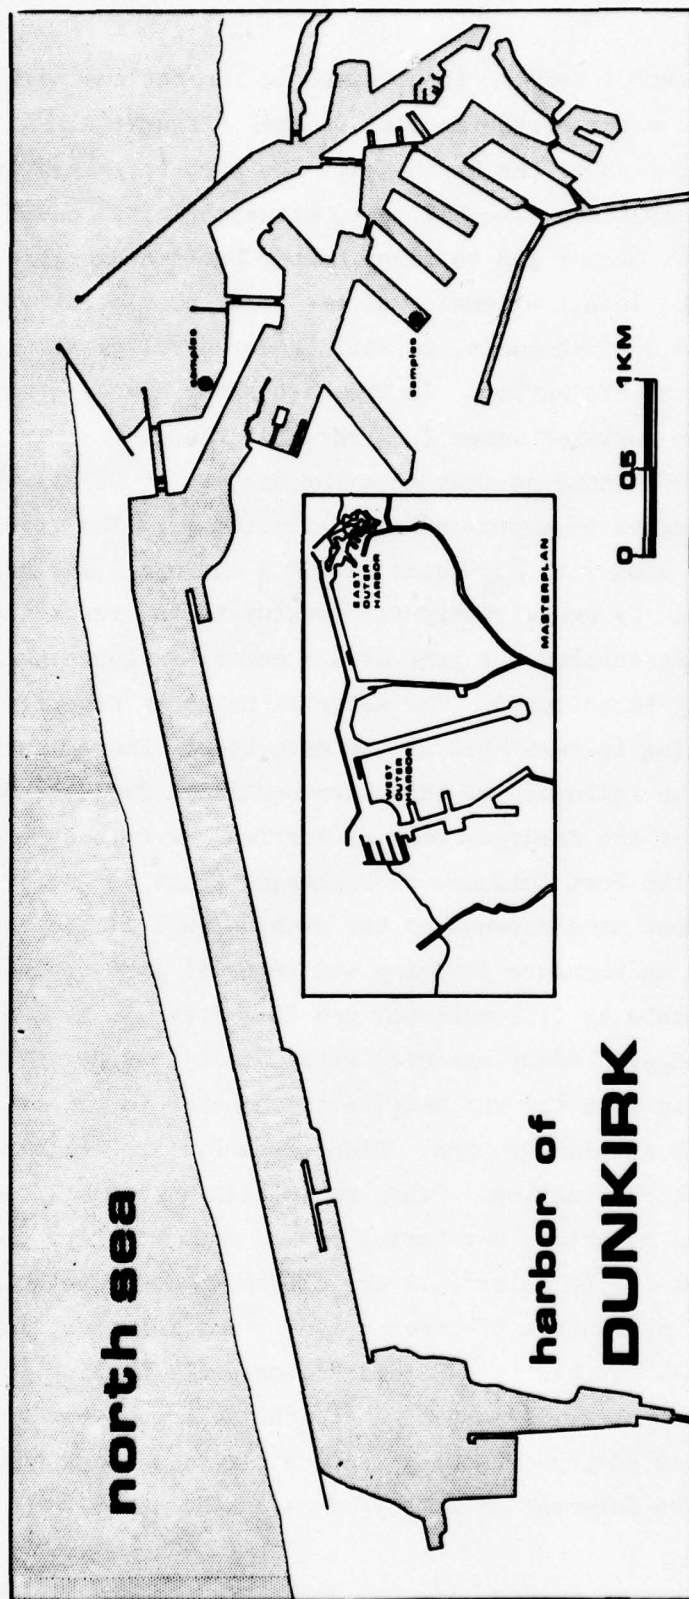 north sea
samples
samples
EAST
OUTER
HARBOR
WEST
OUTER
HARBOR
MASTERPLAN
harbor of
DUNKIRK
0
0.5
1KM